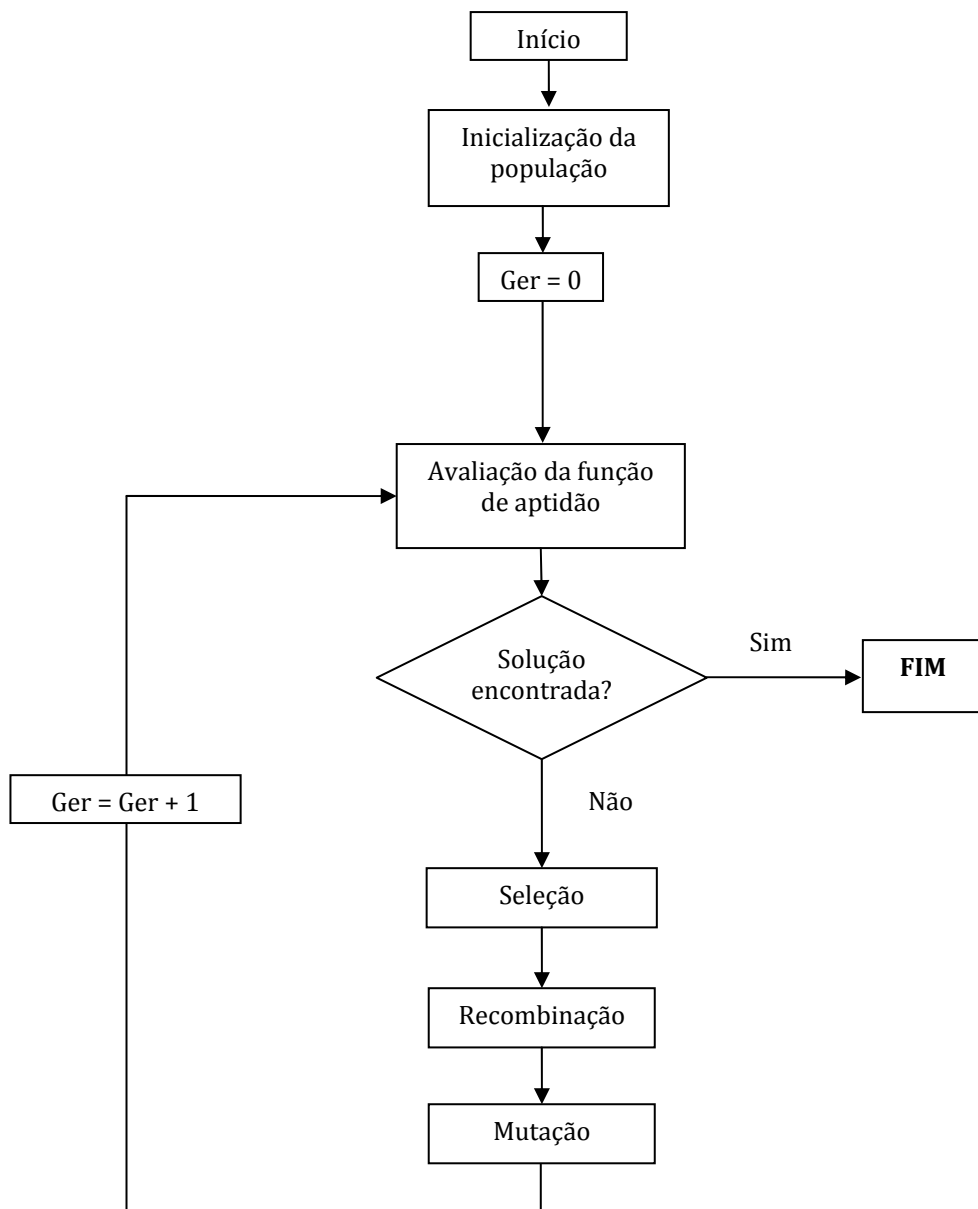 Início
Inicialização da
população
Ger = 0
Avaliação da função
de aptidão
Solução
encontrada?
Sim
FIM
Não
Ger = Ger + 1
Seleção
Recombinação
Mutação